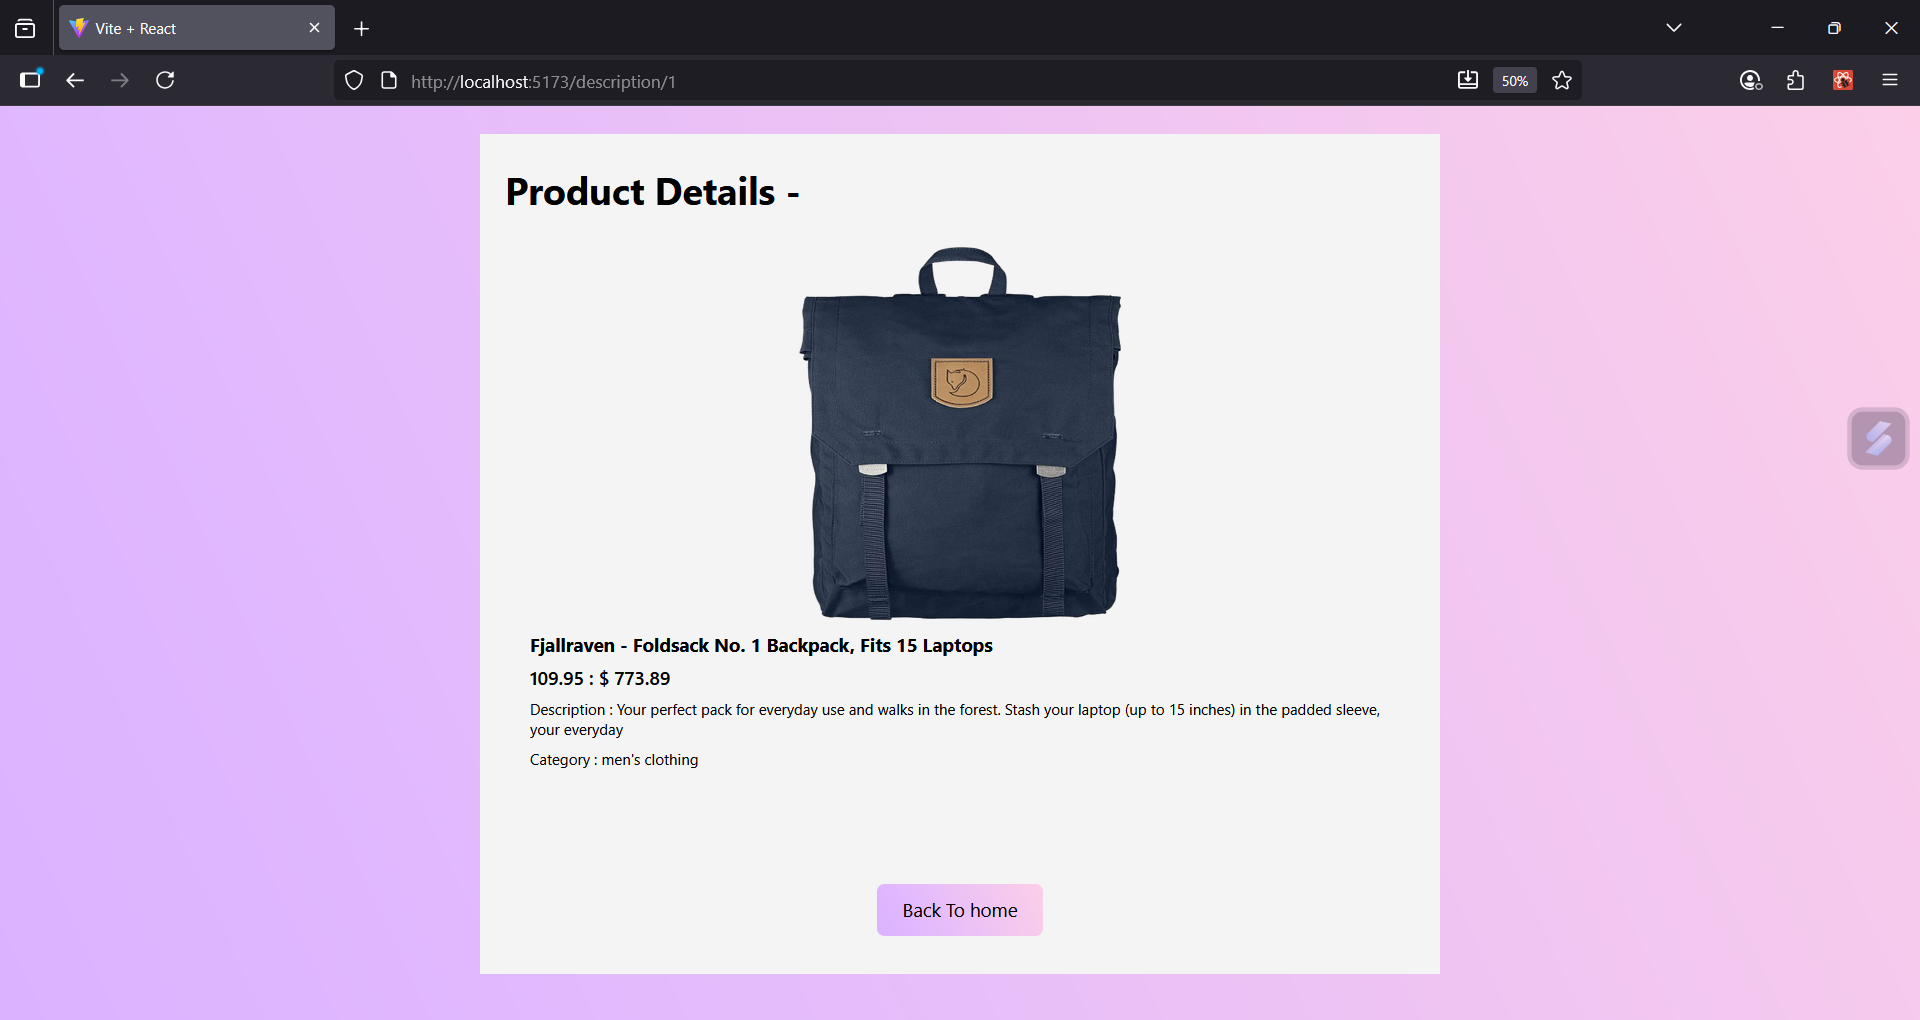 Vite + React
http://localhost:5173/description/1
50%
Product Details -
Fjallraven - Foldsack No. 1 Backpack, Fits 15 Laptops
109.95 : $ 773.89
Description : Your perfect pack for everyday use and walks in the forest. Stash your laptop (up to 15 inches) in the padded sleeve,
your everyday
Category : men's clothing
Back To home